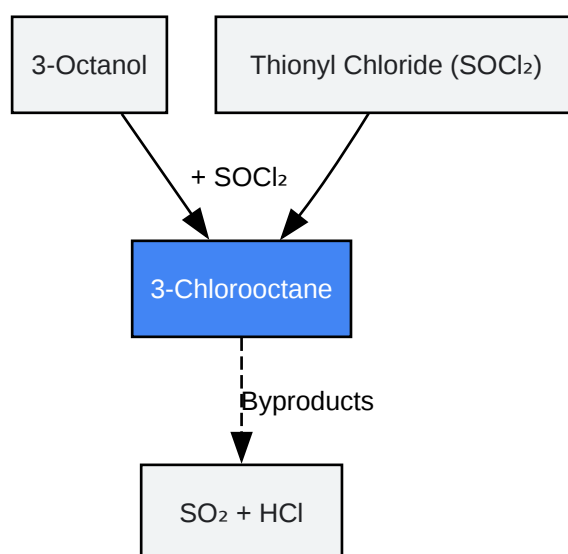 3-Octanol
Thionyl Chloride (SOCl₂)
+ SOCl₂
3-Chlorooctane
Byproducts
SO₂ + HCl